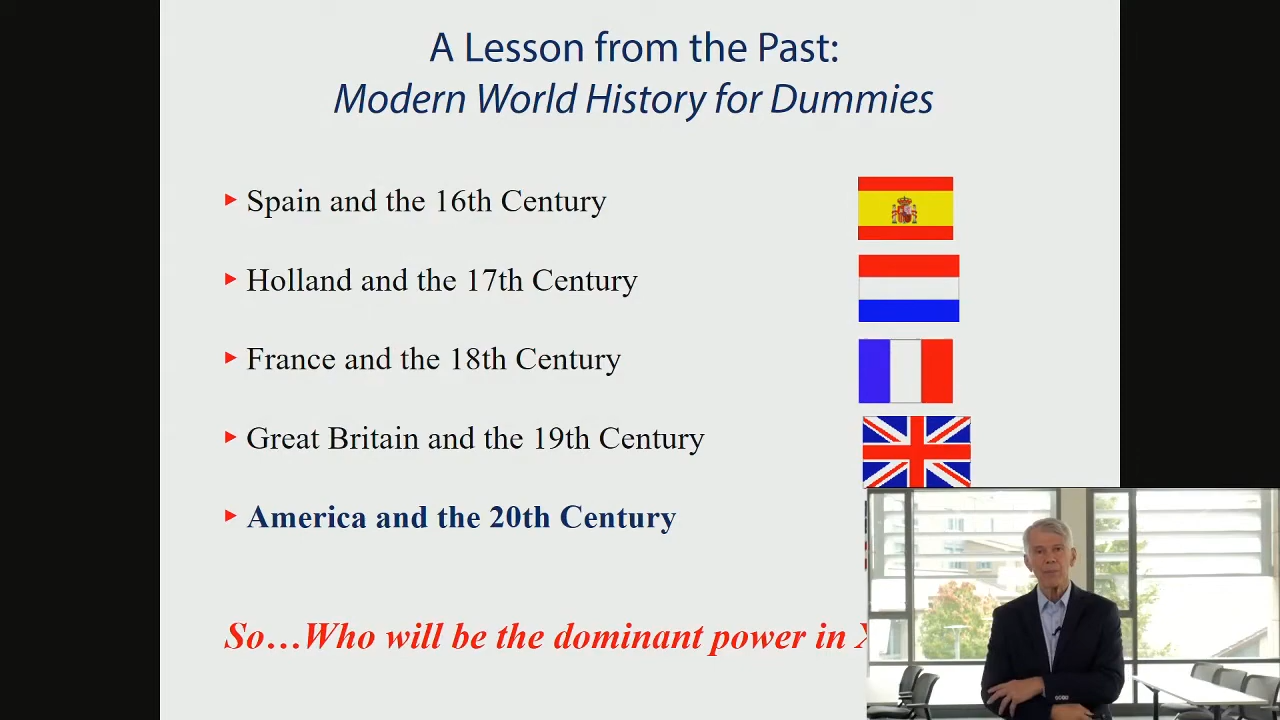 A Lesson from the Past:
Modern World History for Dummies
Spain and the 16th Century
Holland and the 17th Century
France and the 18th Century
Great Britain and the 19th Century
America and the 20th Century
So…Who will be the dominant power in